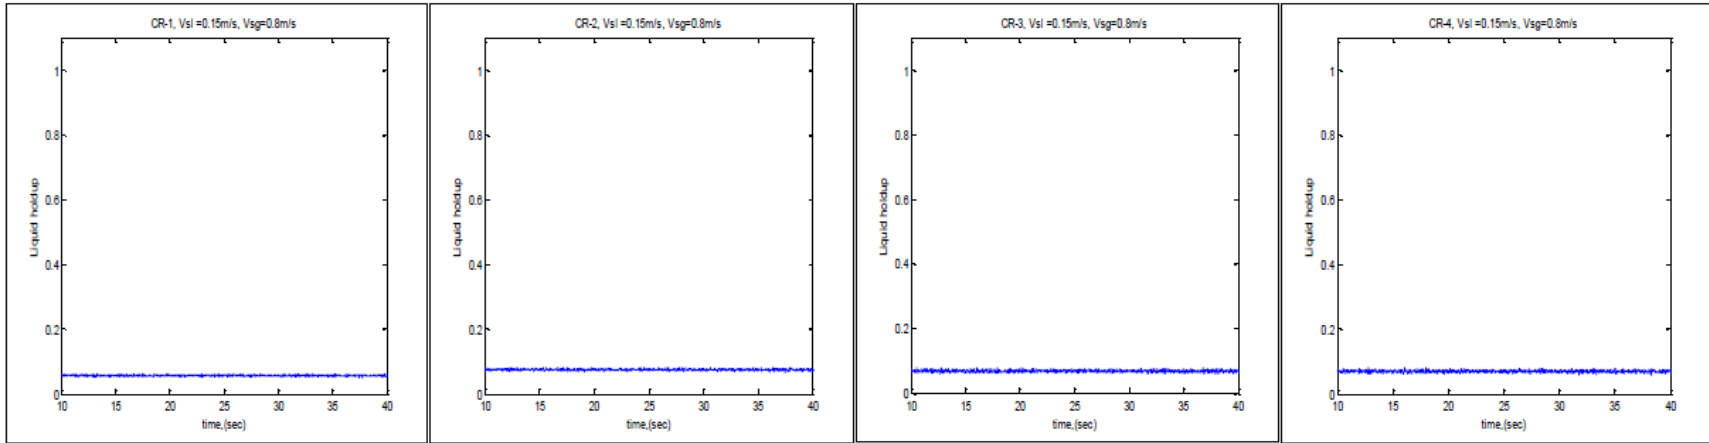 CR-1, Vsl =0.15m/s, Vsg=0.8m/s
1
0.8
0.6
0.4
0.2
0
Liquid holdup
10 15 20 25 30 35 40
time,(sec)
CR-2, Vsl =0.15m/s, Vsg=0.8m/s
1
0.8
0.6
0.4
0.2
0
Liquid holdup
10 15 20 25 30 35 40
time,(sec)
CR-3, Vsl =0.15m/s, Vsg=0.8m/s
1
0.8
0.6
0.4
0.2
0
Liquid holdup
10 15 20 25 30 35 40
time,(sec)
CR-4, Vsl =0.15m/s, Vsg=0.8m/s
1
0.8
0.6
0.4
0.2
0
Liquid holdup
10 15 20 25 30 35 40
time,(sec)